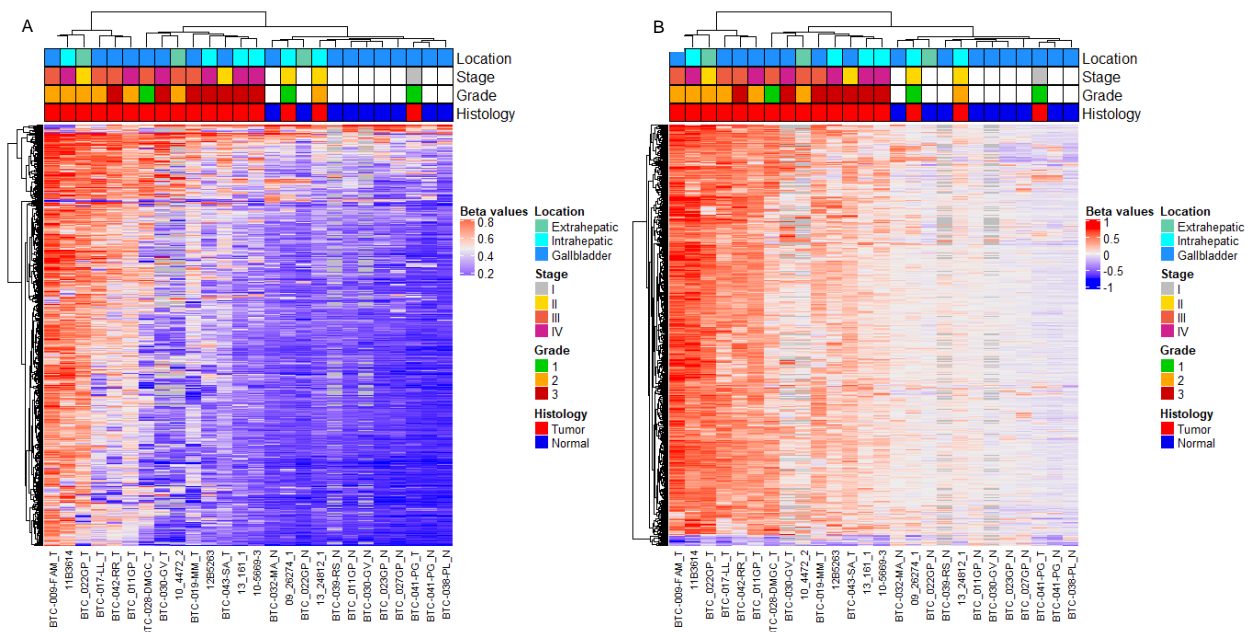 A
Location
Stage
Grade
Histology
Beta values
0.8
0.6
0.4
0.2
Location
Extrahepatic
Intrahepatic
Gallbladder
Stage
I
II
III
IV
Grade
1
2
3
Histology
Tumor
Normal
BTC-009-FAM_T
11B3614
BTC_022GP_T
BTC-017-LL_T
BTC-042-RR_T
BTC_011GP_T
BTC-028-DMGC_T
BTC-030-GV_T
10_4472_2
BTC-019-MM_T
12B5263
BTC-043-SA_T
13_161_1
10-5669-3
BTC-032-MA_N
09_26274_1
BTC_022GP_N
13_24812_1
BTC-039-RS_N
BTC_011GP_N
BTC-030-GV_N
BTC_023GP_N
BTC_027GP_N
BTC-041-PG_T
BTC-041-PG_N
BTC-038-PL_N
B
Location
Stage
Grade
Histology
Beta values
1
0.5
0
-0.5
-1
Location
Extrahepatic
Intrahepatic
Gallbladder
Stage
I
II
III
IV
Grade
1
2
3
Histology
Tumor
Normal
BTC-009-FAM_T
11B3614
BTC_022GP_T
BTC-017-LL_T
BTC-042-RR_T
BTC_011GP_T
BTC-028-DMGC_T
BTC-030-GV_T
10_4472_2
BTC-019-MM_T
12B5263
BTC-043-SA_T
13_161_1
10-5669-3
BTC-032-MA_N
09_26274_1
BTC_022GP_N
BTC-039-RS_N
13_24812_1
BTC_011GP_N
BTC-030-GV_N
BTC_023GP_N
BTC_027GP_N
BTC-041-PG_T
BTC-041-PG_N
BTC-038-PL_N